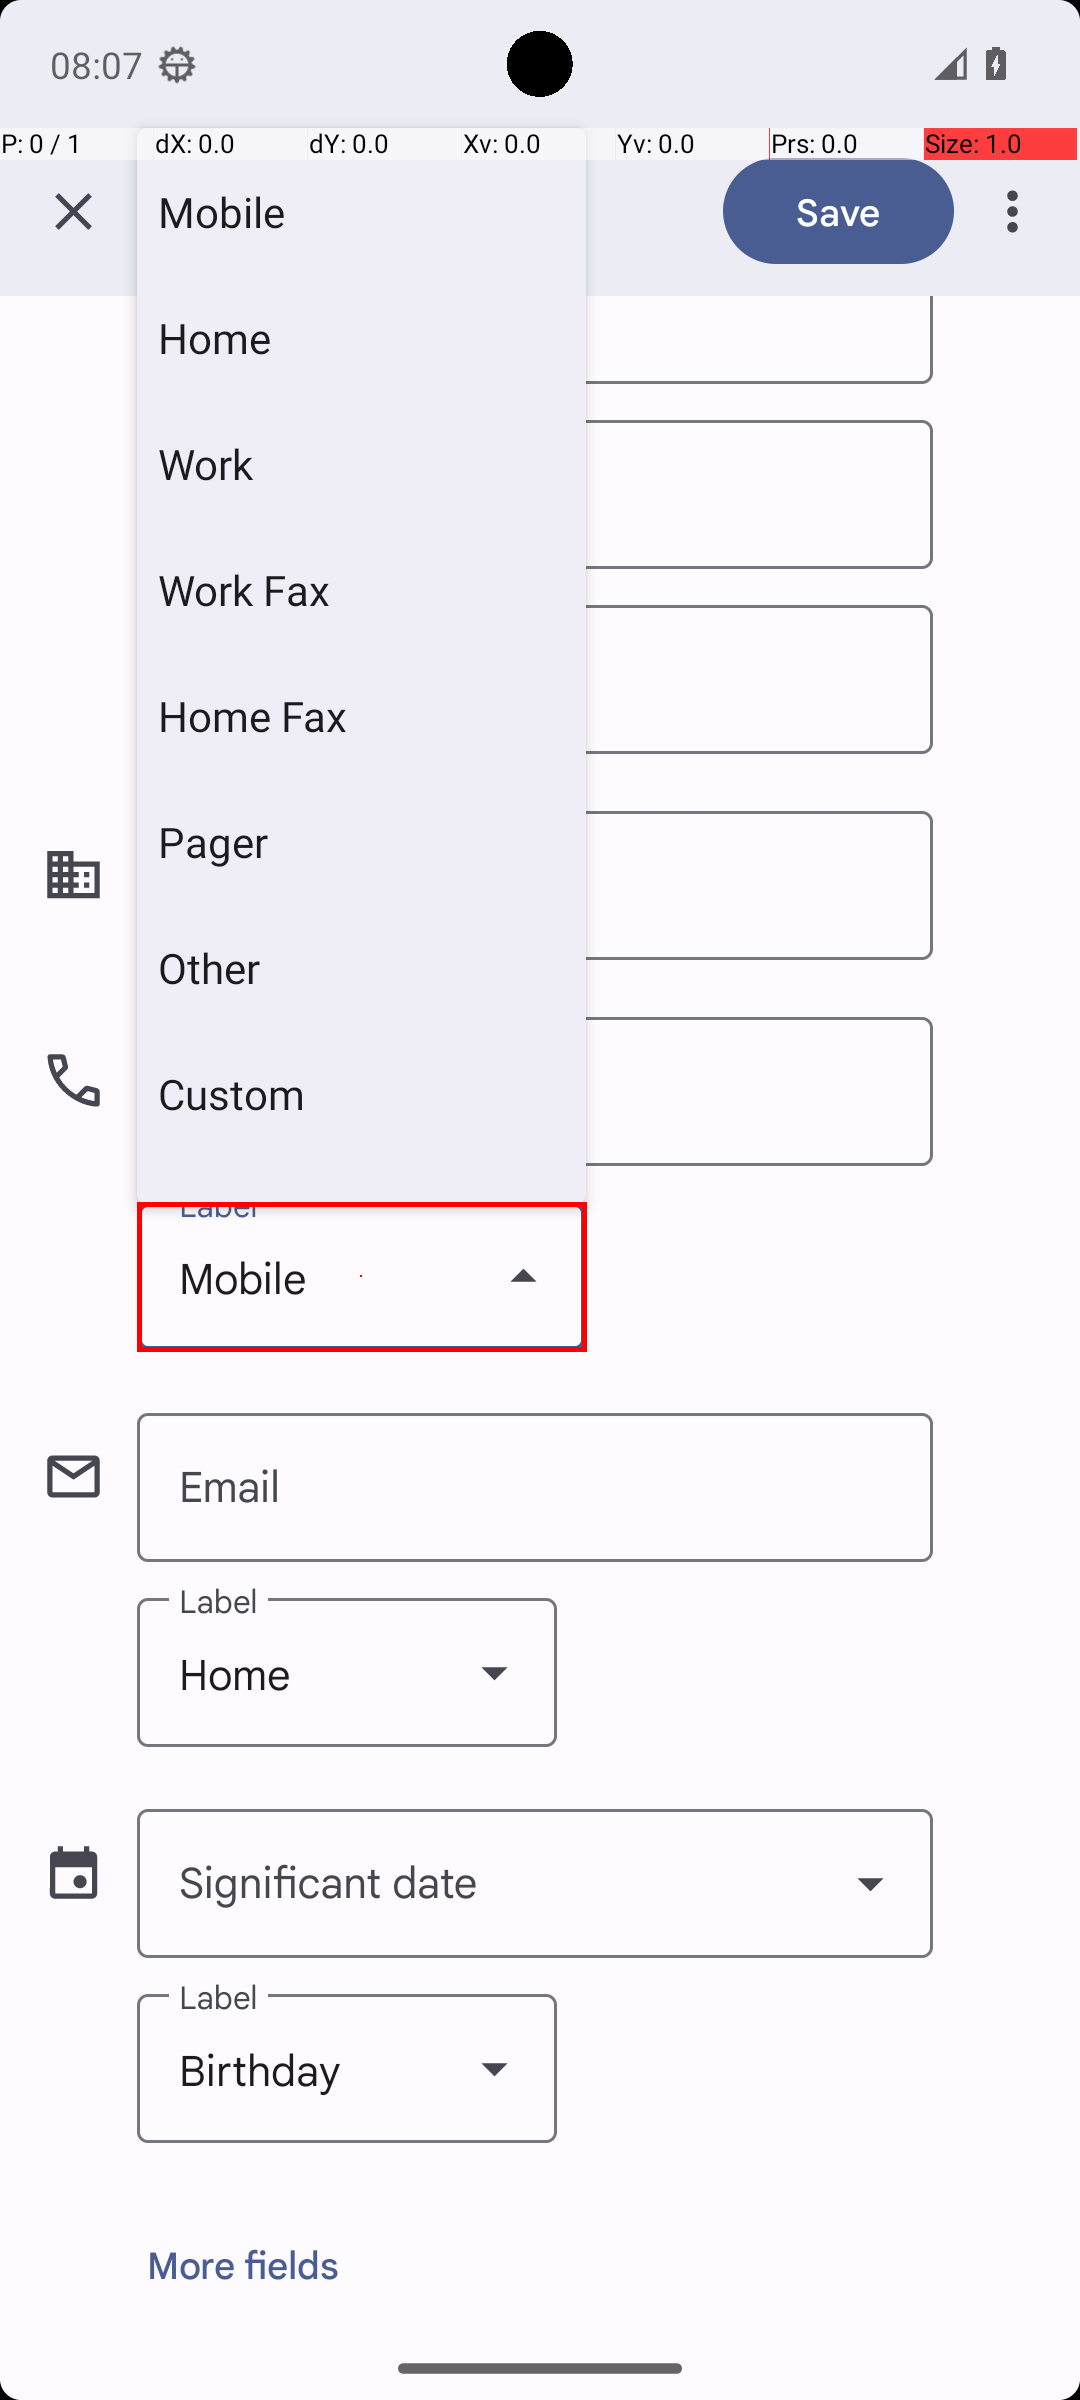 08:07
P: 0 / 1 dX: 0.0 dY: 0.0 Xv: 0.0 Yv: 0.0 Prs: 0.0 Size: 1.0
Save
Mobile
Home
Work
Work Fax
Home Fax
Pager
Other
Custom
Label
Mobile
Email
Label
Home
Significant date
Label
Birthday
More fields